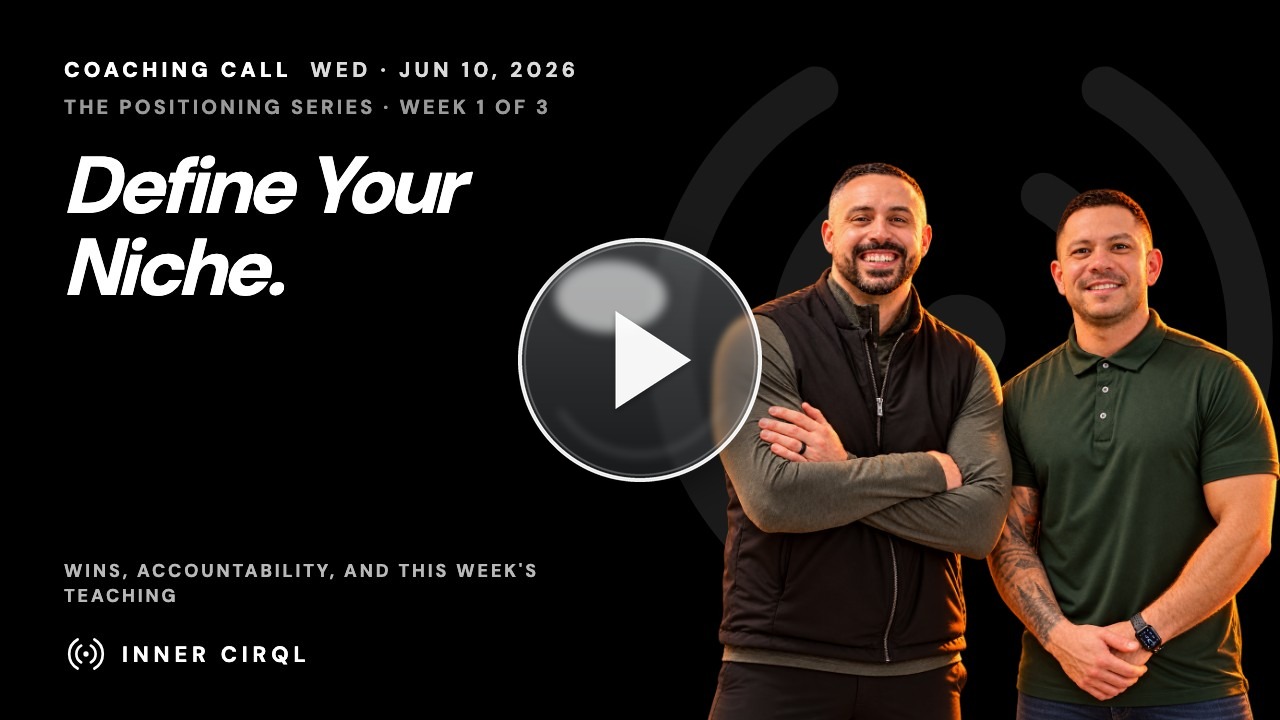 COACHING CALL WED · JUN 10, 2026
THE POSITIONING SERIES · WEEK 1 OF 3
Define Your
Niche.
WINS, ACCOUNTABILITY, AND THIS WEEK'S
TEACHING
INNER CIRQL